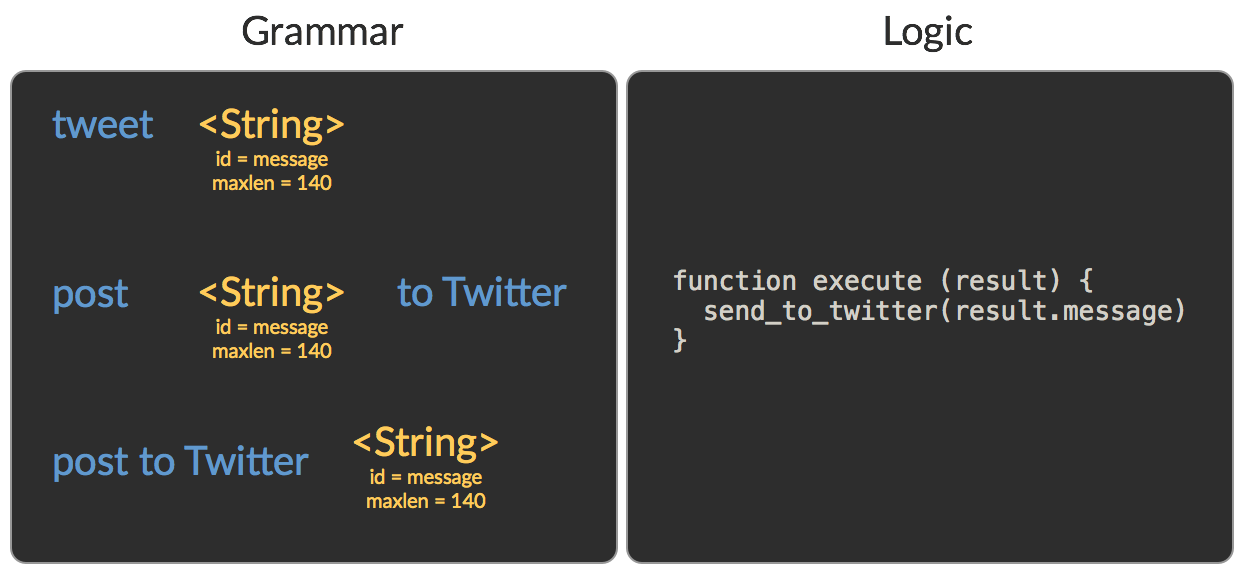 Grammar
tweet <String>
id = message
maxlen = 140
post <String> to Twitter
id = message
maxlen = 140
post to Twitter <String>
id = message
maxlen = 140
Logic
function execute (result) {
  send_to_twitter(result.message)
}